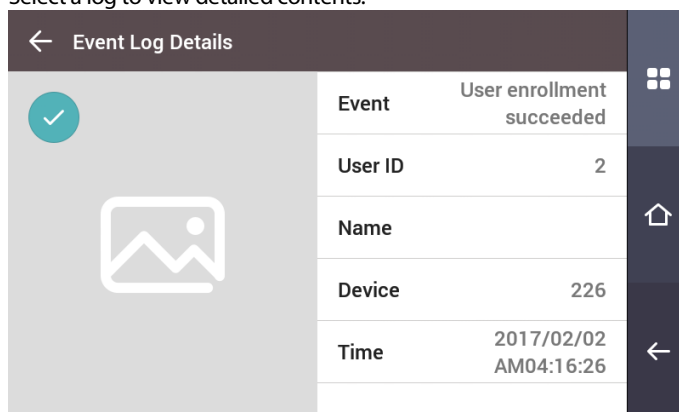 Select a log to view detailed contents.
Event Log Details
Event
User enrollment
succeeded
User ID
2
Name
Device
226
Time
2017/02/02
AM04:16:26